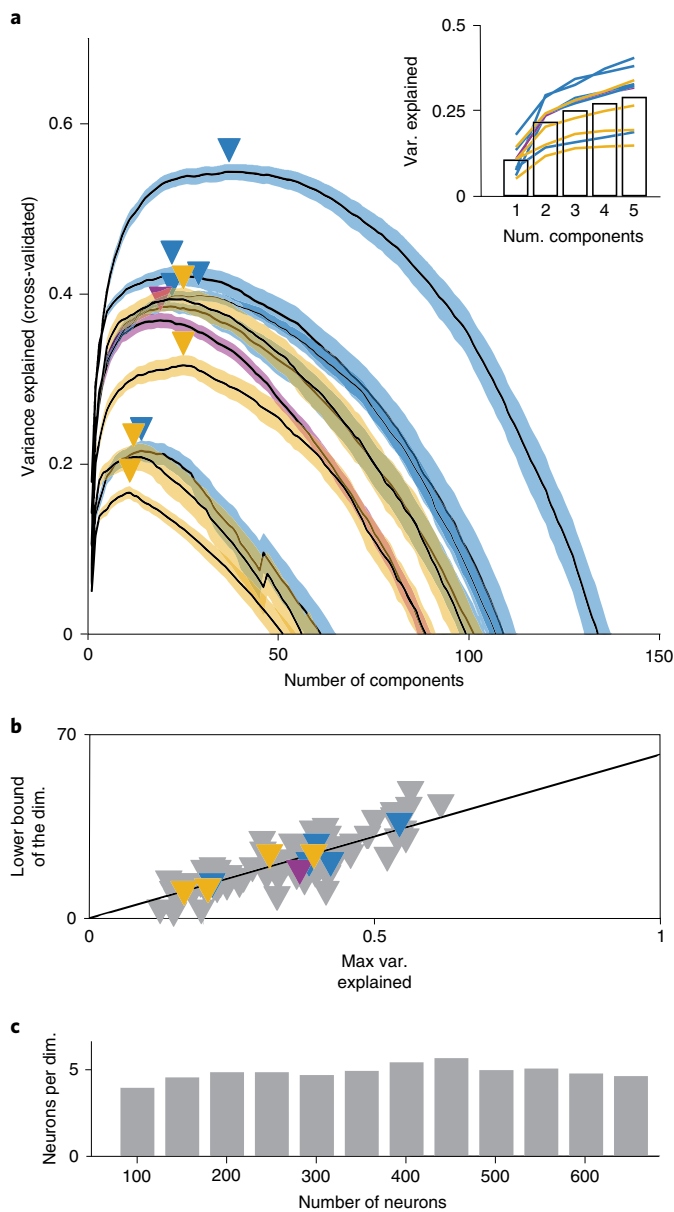 a
0.6
0.4
0.2
0
0
50
100
150
Variance explained (cross-validated)
Number of components
0.5
0.25
0
Var. explained
1 2 3 4 5
Num. components
b
70
0
Lower bound
of the dim.
0
0.5
1
Max var.
explained
c
5
0
Neurons per dim.
100 200 300 400 500 600
Number of neurons